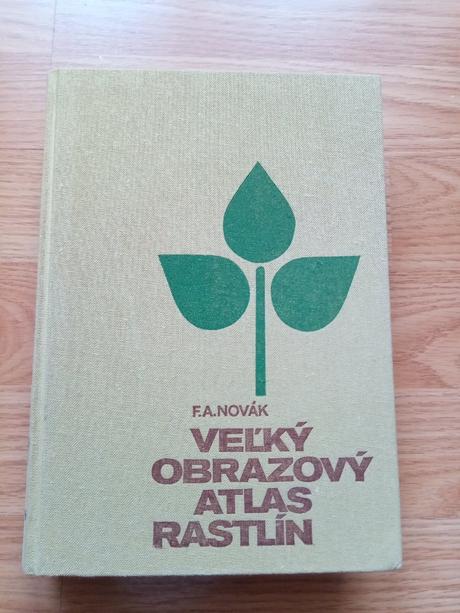 F.A.NOVÁK
VEĽKÝ
OBRAZOVÝ
ATLAS
RASTLÍN